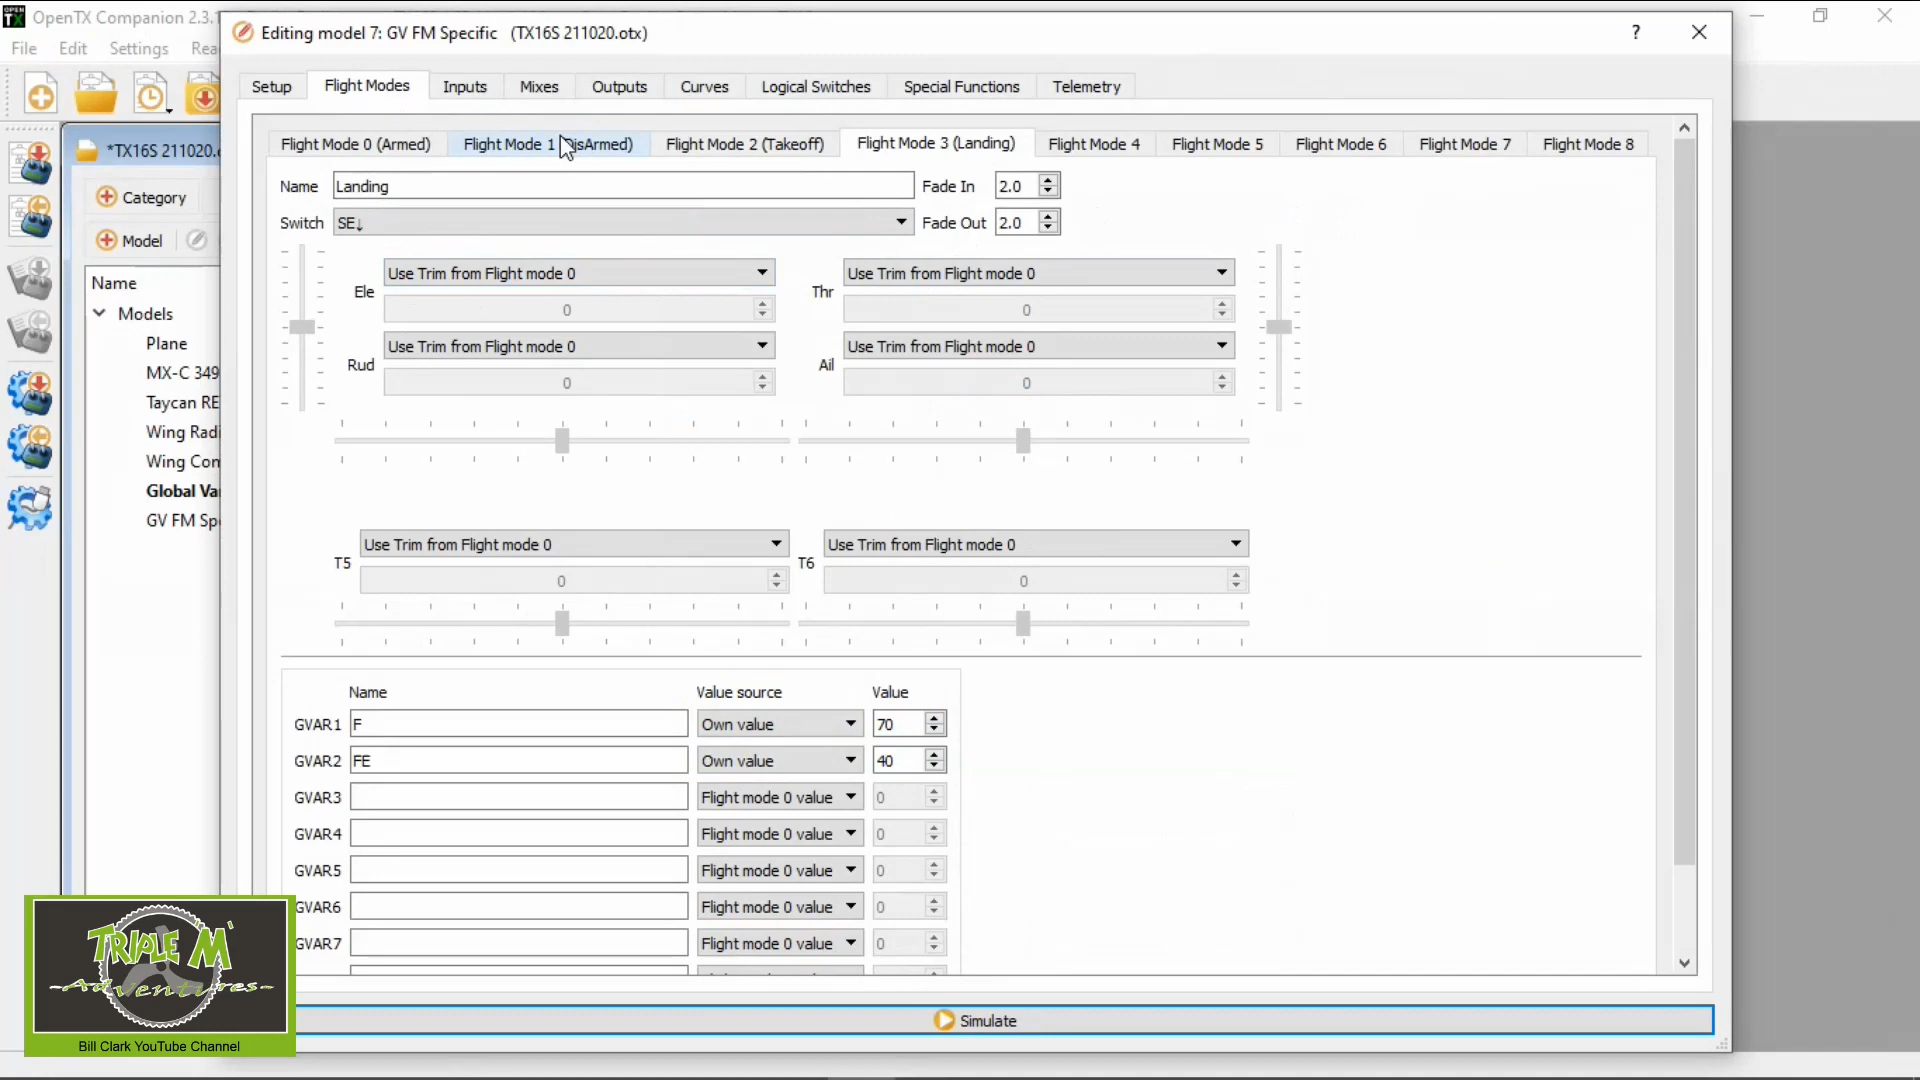 OPEN TX OpenTX Companion 2.3.1
Editing model 7: GV FM Specific (TX16S 211020.otx) ?
File Edit Settings Rea
Setup Flight Modes Inputs Mixes Outputs Curves Logical Switches Special Functions Telemetry
*TX16S 211020.
Category
Model
Name
Models
Plane
MX-C 349
Taycan RE
Wing Radi
Wing Con
Global Va
GV FM Sp
Flight Mode 0 (Armed) Flight Mode 1 (DisArmed) Flight Mode 2 (Takeoff) Flight Mode 3 (Landing) Flight Mode 4 Flight Mode 5 Flight Mode 6 Flight Mode 7 Flight Mode 8
Name Landing Fade In 2.0
Switch SE↓ Fade Out 2.0
Ele Use Trim from Flight mode 0 0
Thr Use Trim from Flight mode 0 0
Rud Use Trim from Flight mode 0 0
Ail Use Trim from Flight mode 0 0
T5 Use Trim from Flight mode 0 0
T6 Use Trim from Flight mode 0 0
Name Value source Value
GVAR1 F Own value 70
GVAR2 FE Own value 40
GVAR3 Flight mode 0 value 0
GVAR4 Flight mode 0 value 0
GVAR5 Flight mode 0 value 0
GVAR6 Flight mode 0 value 0
GVAR7 Flight mode 0 value 0
Simulate
TRIPLE M
-Adventures-
Bill Clark YouTube Channel